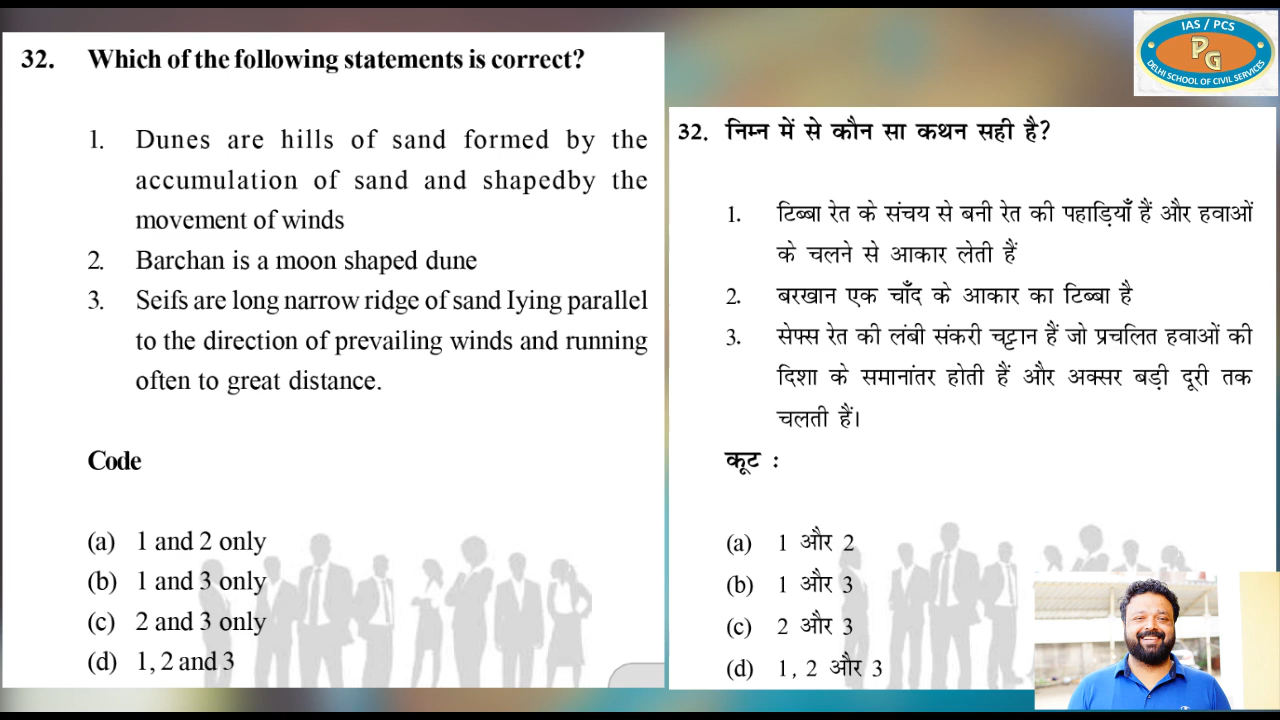 32. Which of the following statements is correct?
1. Dunes are hills of sand formed by the
accumulation of sand and shapedby the
movement of winds
2. Barchan is a moon shaped dune
3. Seifs are long narrow ridge of sand Iying parallel
to the direction of prevailing winds and running
often to great distance.
Code
(a) 1 and 2 only
(b) 1 and 3 only
(c) 2 and 3 only
(d) 1, 2 and 3
IAS / PCS
PG
DELHI SCHOOL OF CIVIL SERVICES
32. निम्न में से कौन सा कथन सही है?
1. टिब्बा रेत के संचय से बनी रेत की पहाड़ियाँ हैं और हवाओं
के चलने से आकार लेती हैं
2. बरखान एक चाँद के आकार का टिब्बा है
3. सेफ्स रेत की लंबी संकरी चट्टान हैं जो प्रचलित हवाओं की
दिशा के समानांतर होती हैं और अक्सर बड़ी दूरी तक
चलती हैं।
कूट :
(a) 1 और 2
(b) 1 और 3
(c) 2 और 3
(d) 1, 2 और 3